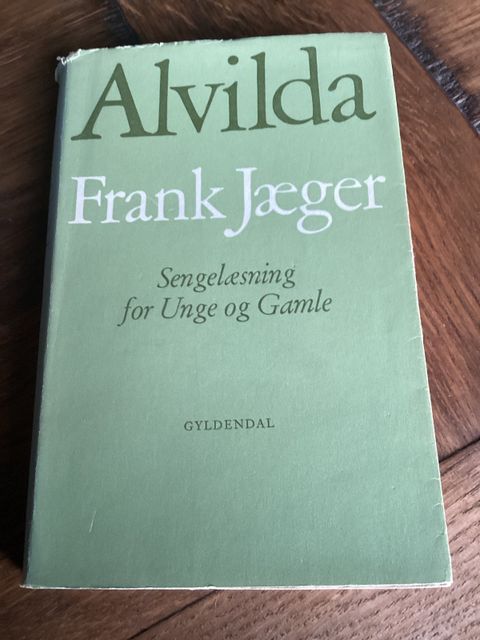 Alvilda
Frank Jæger
Sengelæsning
for Unge og Gamle
GYLDENDAL